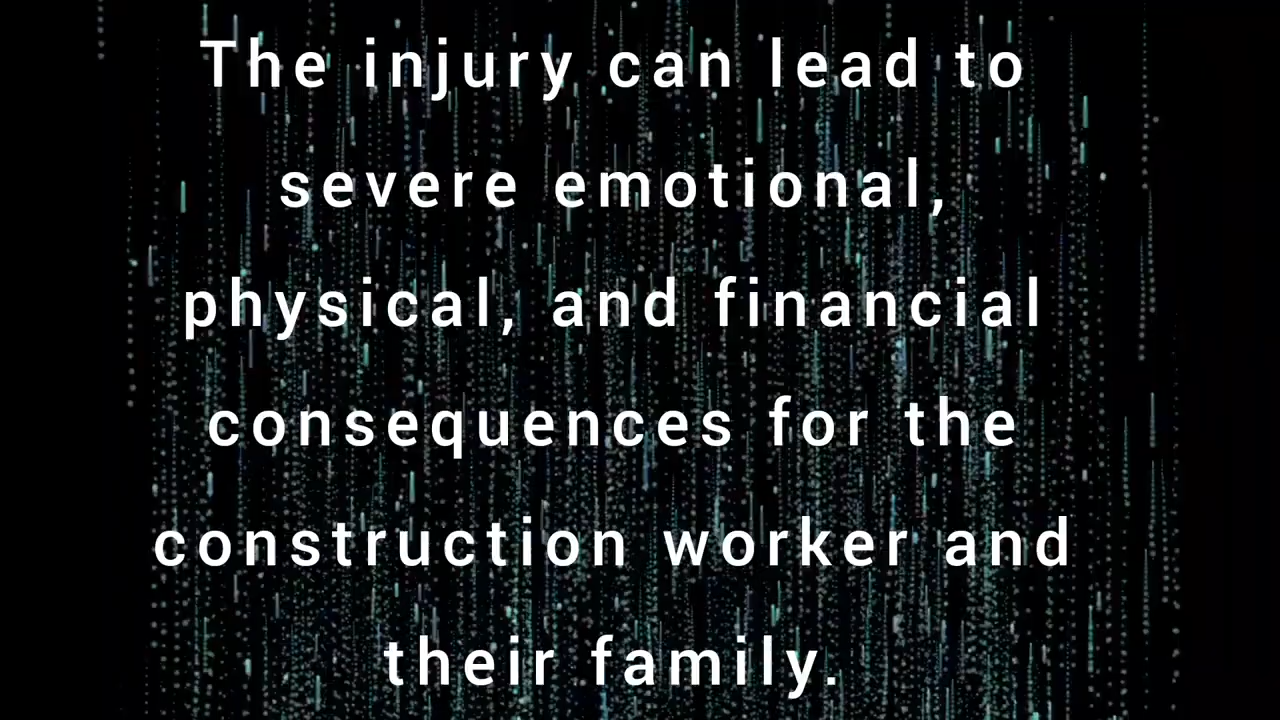 The injury can lead to
severe emotional,
physical, and financial
consequences for the
construction worker and
their family.